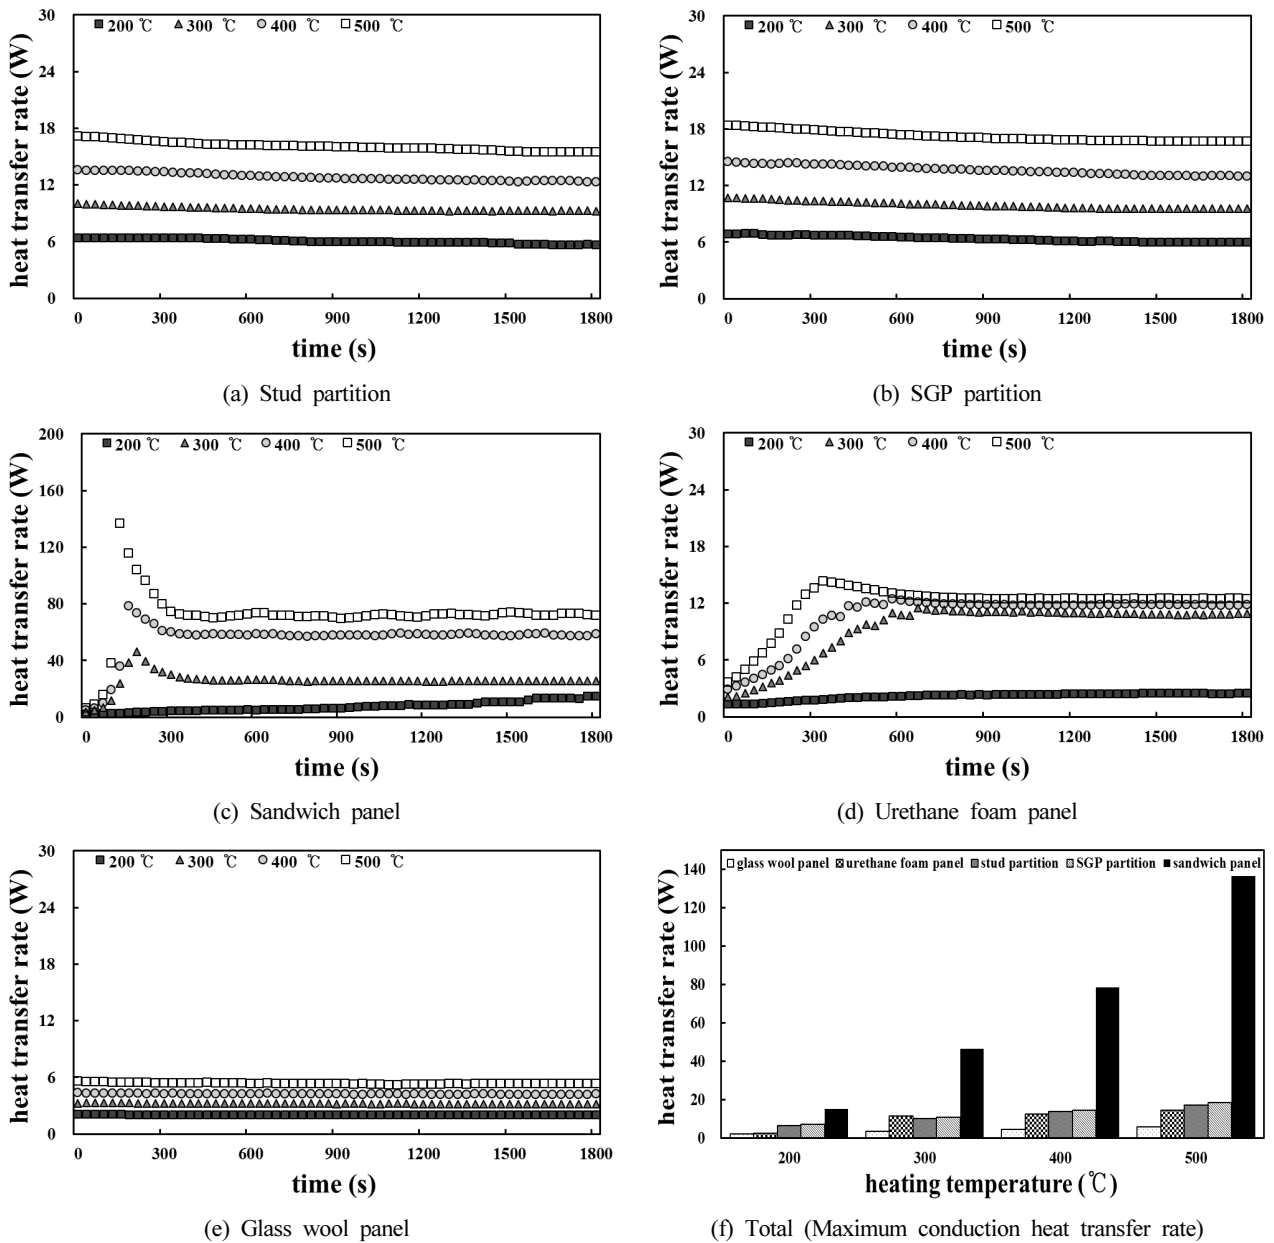 30
24
18
12
6
0
heat transfer rate (W)
200 ℃ 300 ℃ 400 ℃ 500 ℃
0 300 600 900 1200 1500 1800
time (s)
(a) Stud partition
30
24
18
12
6
0
heat transfer rate (W)
200 ℃ 300 ℃ 400 ℃ 500 ℃
0 300 600 900 1200 1500 1800
time (s)
(b) SGP partition
200
160
120
80
40
0
heat transfer rate (W)
200 ℃ 300 ℃ 400 ℃ 500 ℃
0 300 600 900 1200 1500 1800
time (s)
(c) Sandwich panel
30
24
18
12
6
0
heat transfer rate (W)
200 ℃ 300 ℃ 400 ℃ 500 ℃
0 300 600 900 1200 1500 1800
time (s)
(d) Urethane foam panel
30
24
18
12
6
0
heat transfer rate (W)
200 ℃ 300 ℃ 400 ℃ 500 ℃
0 300 600 900 1200 1500 1800
time (s)
(e) Glass wool panel
140
120
100
80
60
40
20
0
heat transfer rate (W)
glass wool panel urethane foam panel stud partition SGP partition sandwich panel
200 300 400 500
heating temperature (℃)
(f) Total (Maximum conduction heat transfer rate)